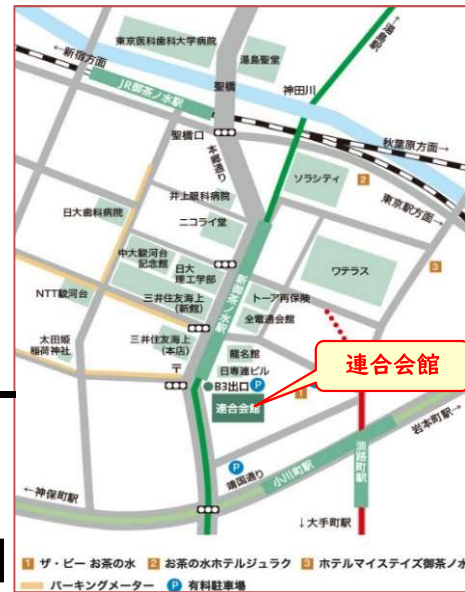 東京医科歯科大学病院
湯島聖堂
←湯島駅
←新宿方面
聖橋
神田川
JR御茶ノ水駅
聖橋口
秋葉原方面→
本郷通り
ソラシティ
2
東京駅方面→
井上眼科病院
日大歯科病院
ニコライ堂
3
中大駿河台
記念館
日大
理工学部
ワテラス
新御茶ノ水駅
NTT駿河台
三井住友海上
(新館)
トーア再保険
全電通会館
太田姫
稲荷神社
三井住友海上
(本店)
龍名館
日専連ビル
連合会館
〒
B3出口
P
1
連合会館
岩本町駅→
P
靖国通り
小川町駅
淡路町駅
←神保町駅
↓大手町駅
1 ザ・ビー お茶の水 2 お茶の水ホテルジュラク 3 ホテルマイステイズ御茶ノ水
パーキングメーター P 有料駐車場